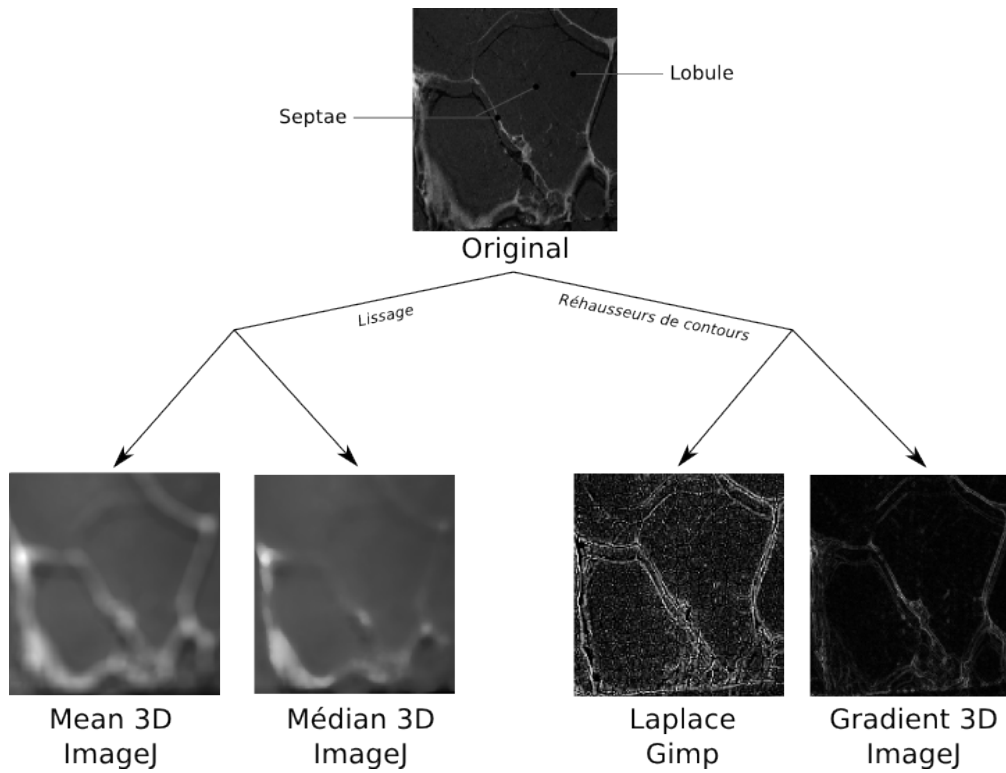 Lobule
Septae
Original
Lissage
Réhausseurs de contours
Mean 3D
ImageJ
Médian 3D
ImageJ
Laplace
Gimp
Gradient 3D
ImageJ